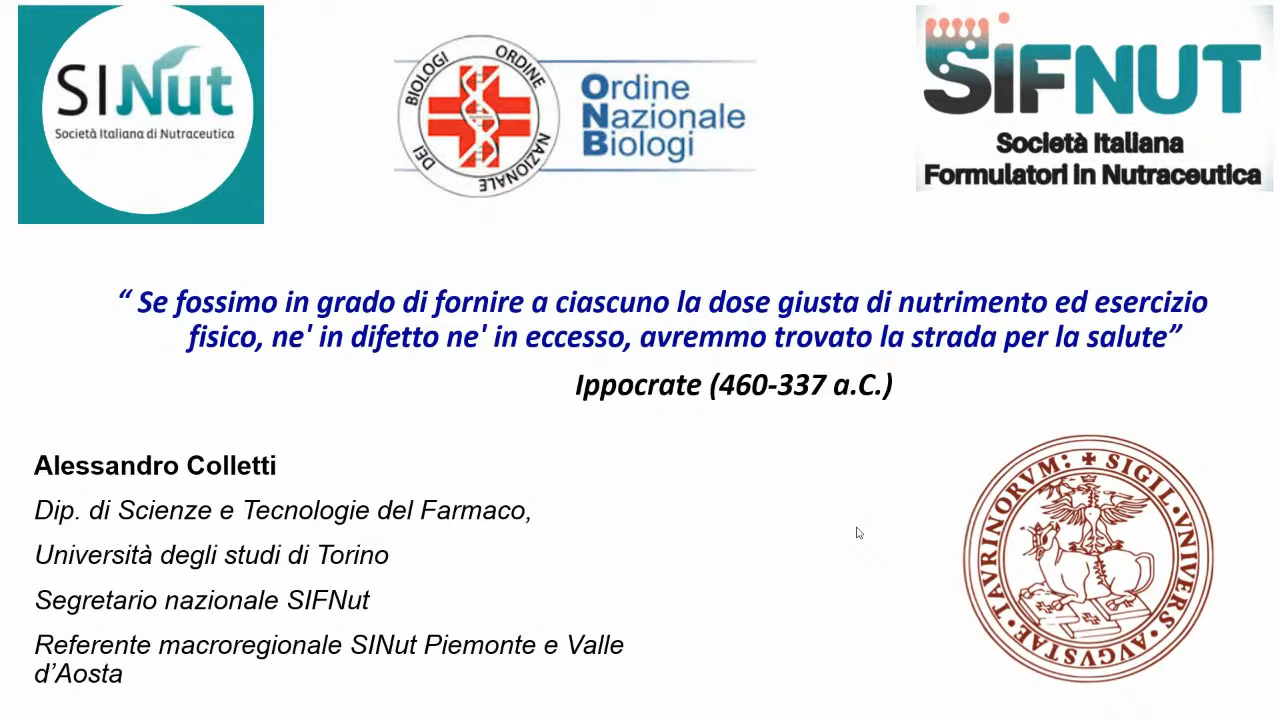 SINut
Società Italiana di Nutraceutica
ORDINE NAZIONALE DEI BIOLOGI
Ordine
Nazionale
Biologi
SIFNUT
Società Italiana
Formulatori in Nutraceutica
“ Se fossimo in grado di fornire a ciascuno la dose giusta di nutrimento ed esercizio
fisico, ne' in difetto ne' in eccesso, avremmo trovato la strada per la salute”
Ippocrate (460-337 a.C.)
Alessandro Colletti
Dip. di Scienze e Tecnologie del Farmaco,
Università degli studi di Torino
Segretario nazionale SIFNut
Referente macroregionale SINut Piemonte e Valle
d’Aosta
SIGIL · VNIVERS · AVGVSTAE · TAVRINORVM: